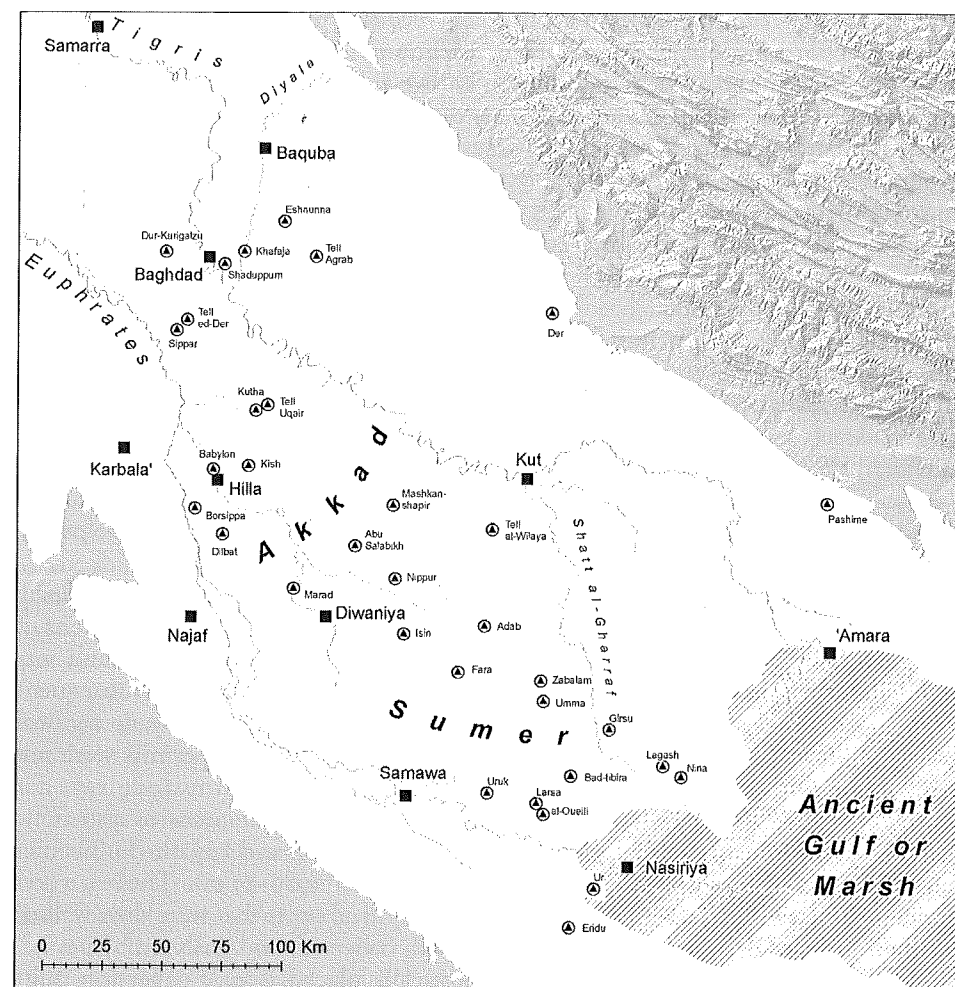 Tigris
Samarra
Diyala
Baquba
Eshnunna
Dur-Kurigalzu
Khafaja
Tell
Agrab
Baghdad
Shaduppum
Euphrates
Tell
ed-Der
Sippar
Der
Kutha
Tell
Uqair
Akkad
Karbala'
Babylon
Kish
Hilla
Kut
Mashkan-
shapir
Pashime
Borsippa
Tell
al-Wilaya
Dilbat
Abu
Salabikh
Shatt al-Gharraf
Nippur
Marad
Najaf
Diwaniya
Isin
Adab
'Amara
Fara
Zabalam
Umma
Sumer
Girsu
Lagash
Nina
Samawa
Uruk
Bad-tibira
Larsa
al-Oueili
Ancient
Gulf or
Marsh
Nasiriya
Ur
Eridu
0 25 50 75 100 Km